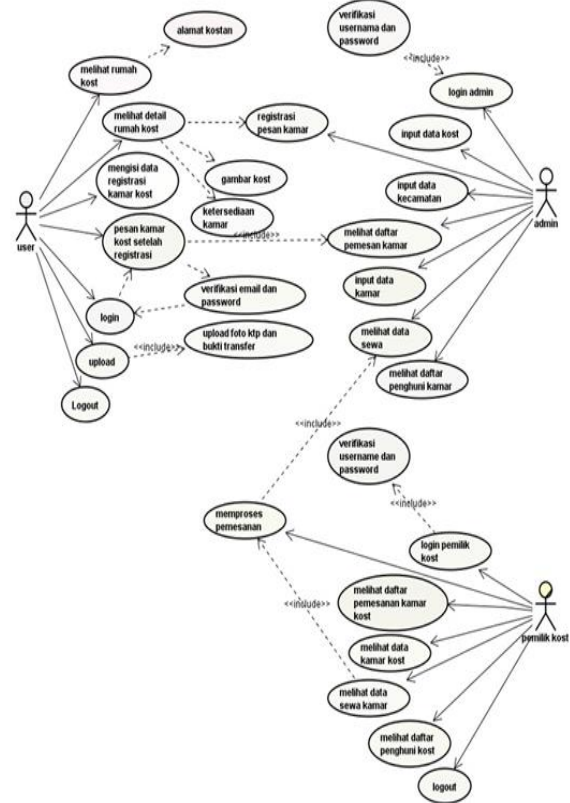 alamat kostan
verifikasi
usernama dan
password
<<include>>
melihat rumah
kost
login admin
melihat detail
rumah kost
registrasi
pesan kamar
input data kost
mengisi data
registrasi
kamar kost
gambar kost
input data
kecamatan
ketersediaan
kamar
<<include>>
user
admin
pesan kamar
kost setelah
registrasi
melihat daftar
pemesan kamar
verifikasi email dan
password
input data
kamar
login
upload foto ktp dan
bukti transfer
<<include>>
melihat data
sewa
upload
melihat daftar
penghuni kamar
Logout
<<include>>
verifikasi
username dan
password
<<include>>
memproses
pemesanan
login pemilik
kost
melihat daftar
pemesanan kamar
kost
<<include>>
pemilik kost
melihat data
kamar kost
melihat data
sewa kamar
melihat daftar
penghuni kost
logout